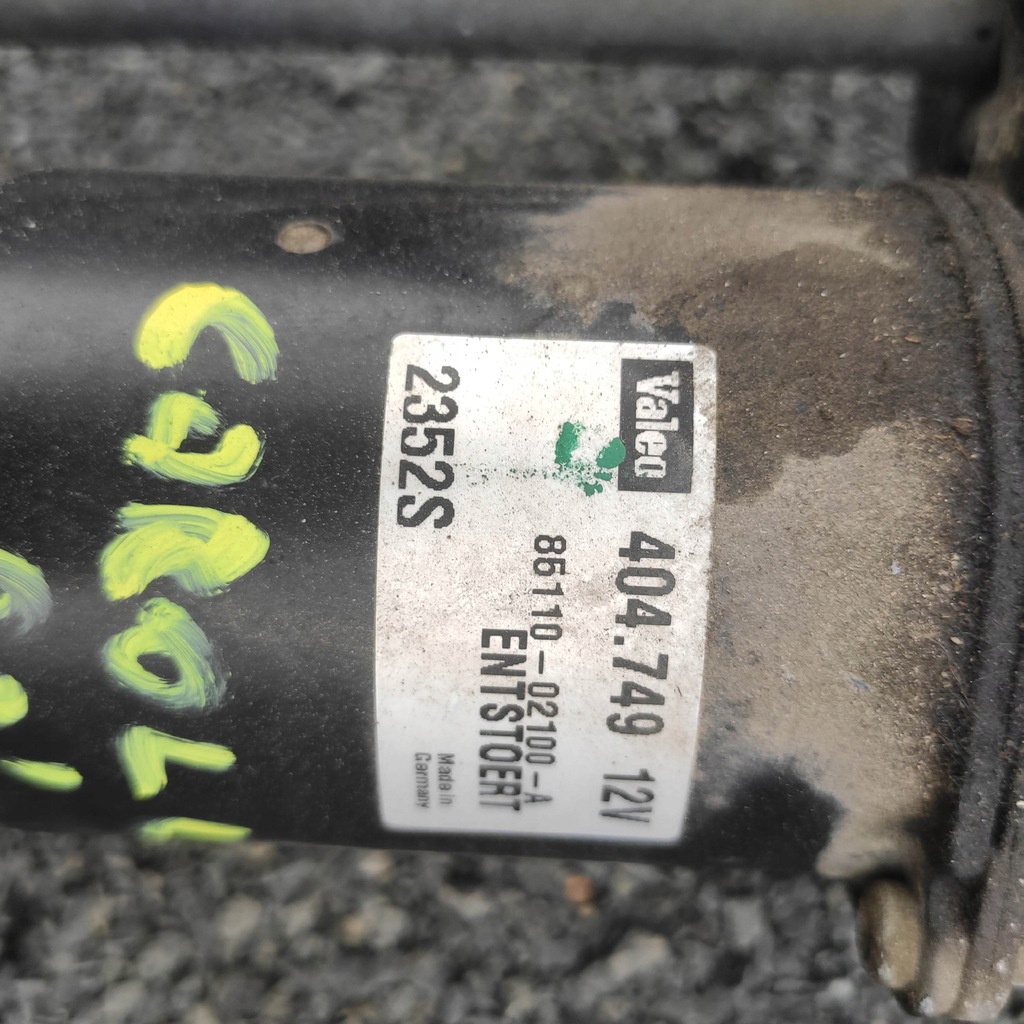 Valeo 404.749 12V
85110-02100-A
ENTSTOERT
2352S
Made in
Germany